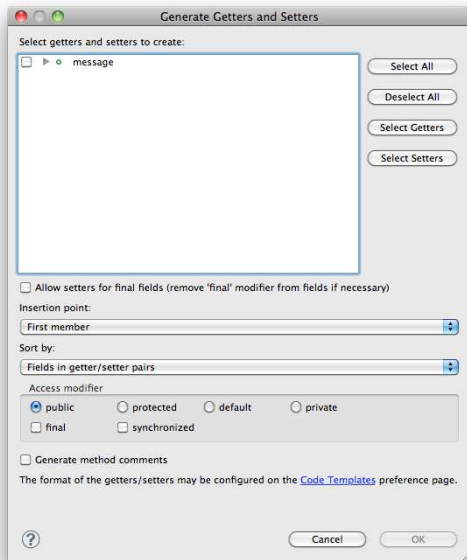 Generate Getters and Setters
Select getters and setters to create:
message
Select All
Deselect All
Select Getters
Select Setters
Allow setters for final fields (remove 'final' modifier from fields if necessary)
Insertion point:
First member
Sort by:
Fields in getter/setter pairs
Access modifier
public protected default private
final synchronized
Generate method comments
The format of the getters/setters may be configured on the Code Templates preference page.
? Cancel OK